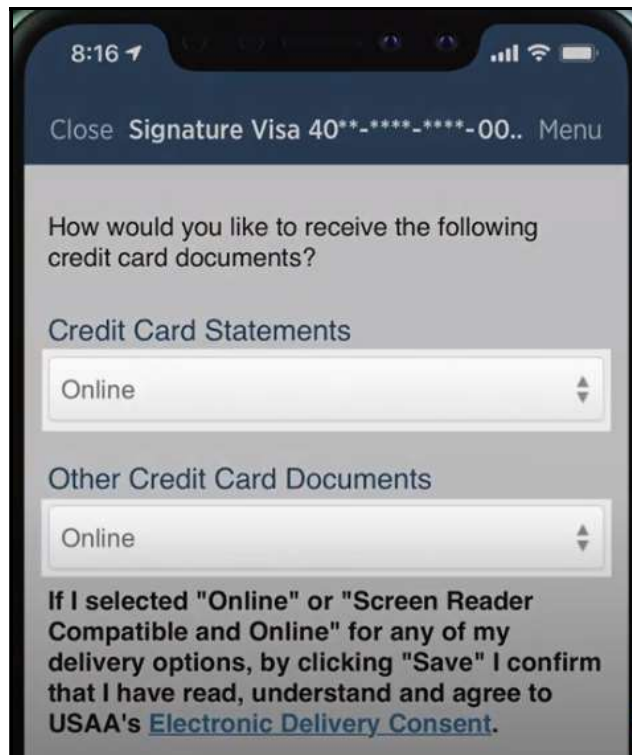 8:16
Close Signature Visa 40**-****-****-00.. Menu
How would you like to receive the following
credit card documents?
Credit Card Statements
Online
Other Credit Card Documents
Online
If I selected "Online" or "Screen Reader
Compatible and Online" for any of my
delivery options, by clicking "Save" I confirm
that I have read, understand and agree to
USAA's Electronic Delivery Consent.